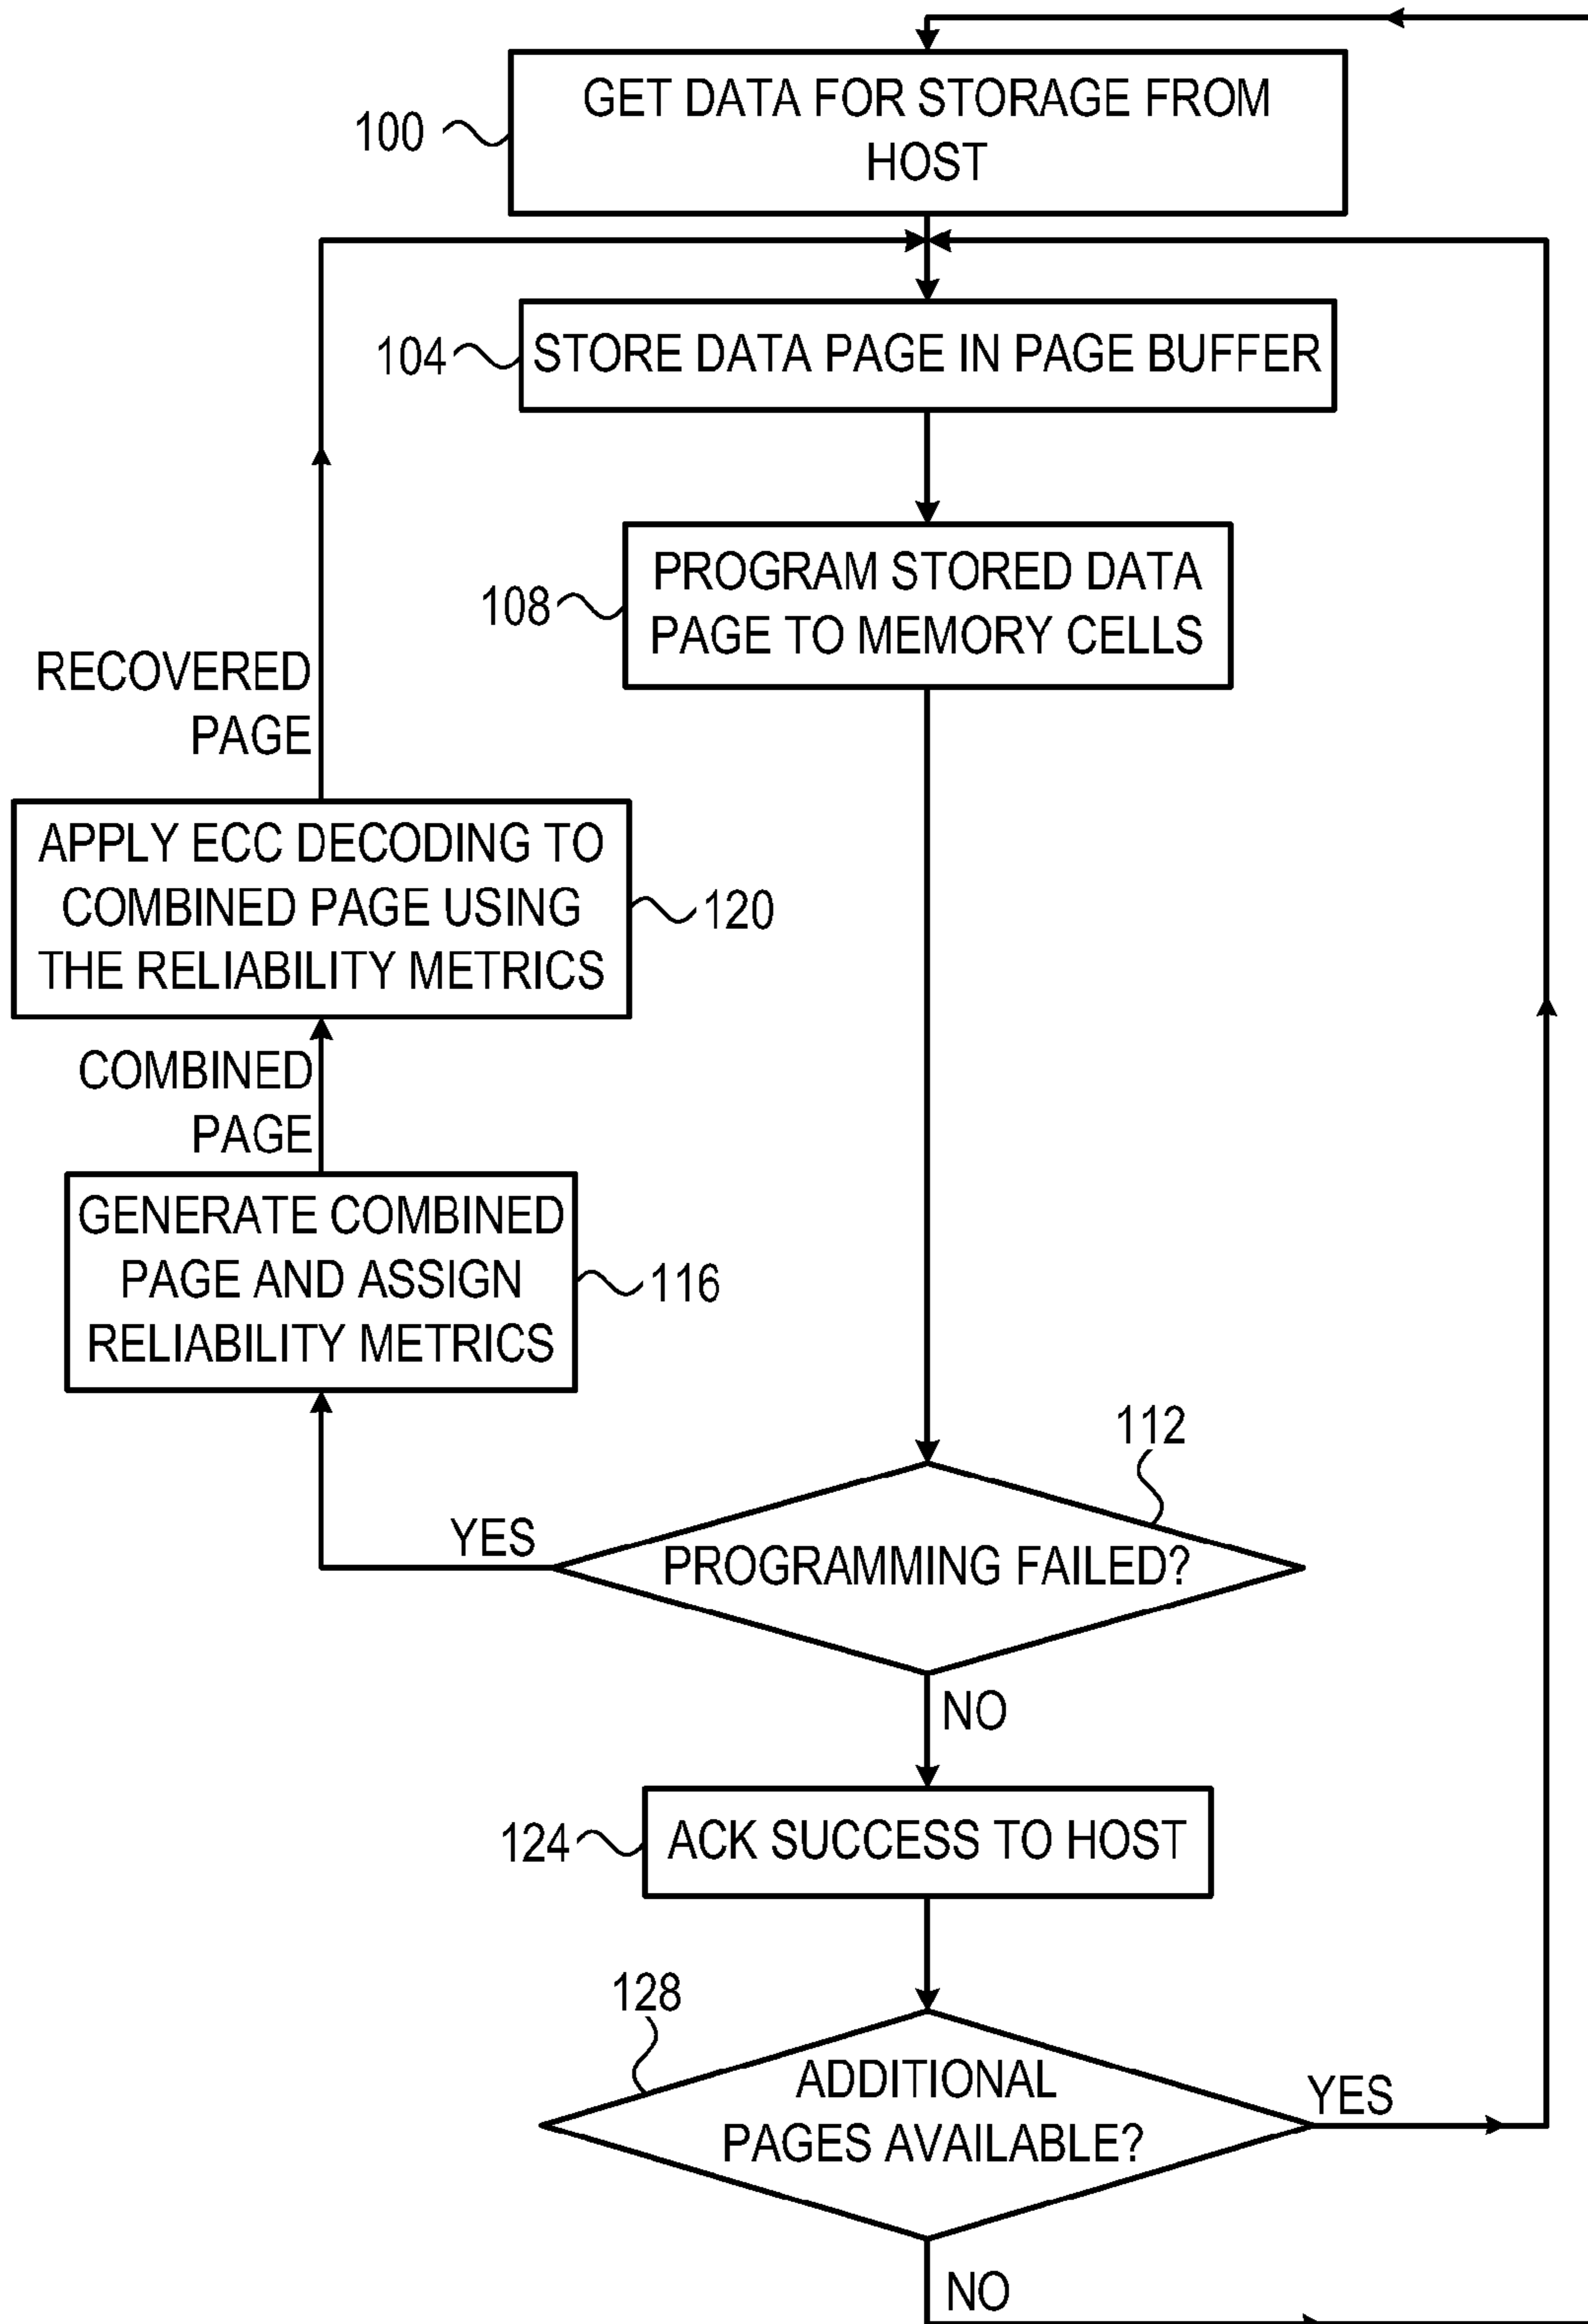 100
GET DATA FOR STORAGE FROM
HOST
104
STORE DATA PAGE IN PAGE BUFFER
108
PROGRAM STORED DATA
PAGE TO MEMORY CELLS
RECOVERED
PAGE
APPLY ECC DECODING TO
COMBINED PAGE USING
THE RELIABILITY METRICS
120
COMBINED
PAGE
GENERATE COMBINED
PAGE AND ASSIGN
RELIABILITY METRICS
116
112
YES
PROGRAMMING FAILED?
NO
124
ACK SUCCESS TO HOST
128
ADDITIONAL
PAGES AVAILABLE?
YES
NO